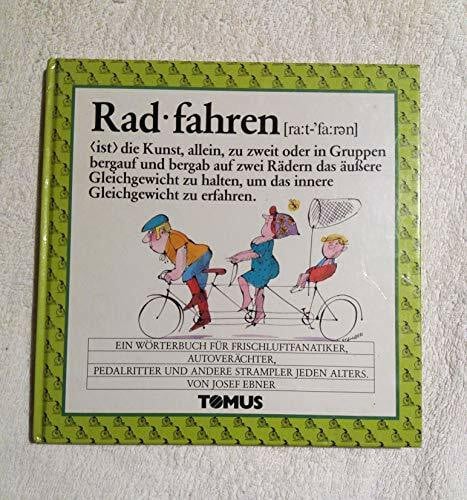 Rad·fahren [ra:t-'fa:rən]
⟨ist⟩ die Kunst, allein, zu zweit oder in Gruppen
bergauf und bergab auf zwei Rädern das äußere
Gleichgewicht zu halten, um das innere
Gleichgewicht zu erfahren.
EIN WÖRTERBUCH FÜR FRISCHLUFTFANATIKER,
AUTOVERÄCHTER,
PEDALRITTER UND ANDERE STRAMPLER JEDEN ALTERS.
VON JOSEF EBNER
TOMUS